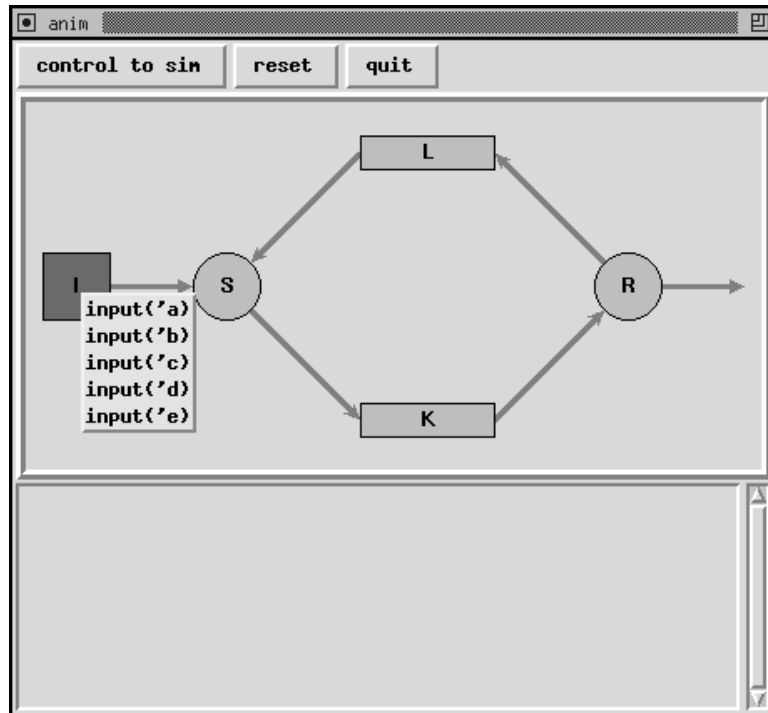 anim
control to sim reset quit
L
I S R
input('a)
input('b)
input('c)
input('d)
input('e)
K